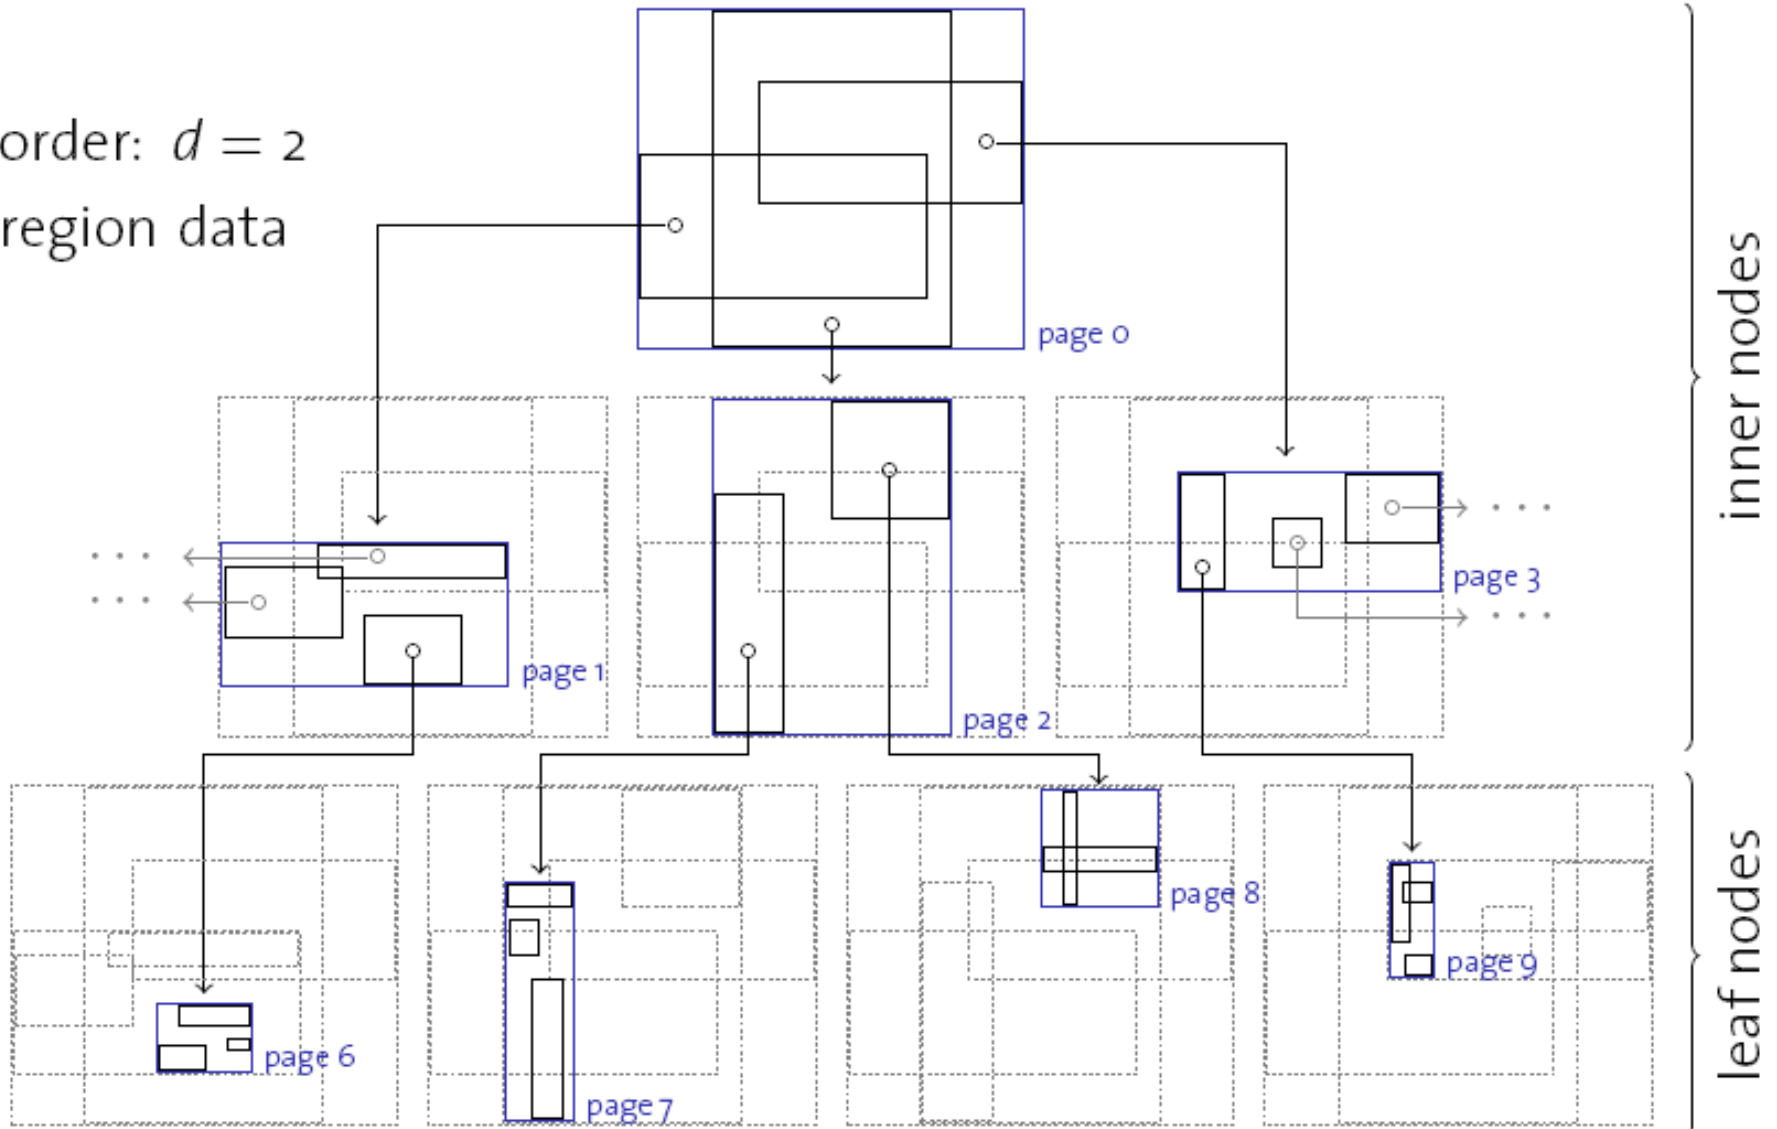 order: d = 2
region data
page 0
page 1
page 2
page 3
page 6
page 7
page 8
page 9
inner nodes
leaf nodes